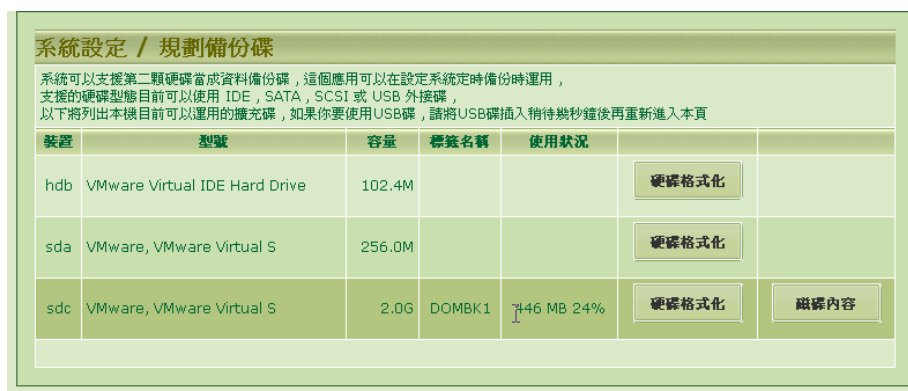 系統設定 / 規劃備份碟
系統可以支援第二顆硬碟當成資料備份碟，這個應用可以在設定系統定時備份時運用，
支援的硬碟型態目前可以使用 IDE，SATA，SCSI 或 USB 外接碟，
以下將列出本機目前可以運用的擴充碟，如果你要使用USB碟，請將USB碟插入稍待幾秒鐘後再重新進入本頁
裝置 型號 容量 標籤名稱 使用狀況
hdb VMware Virtual IDE Hard Drive 102.4M 硬碟格式化
sda VMware, VMware Virtual S 256.0M 硬碟格式化
sdc VMware, VMware Virtual S 2.0G DOMBK1 446 MB 24% 硬碟格式化 磁碟內容